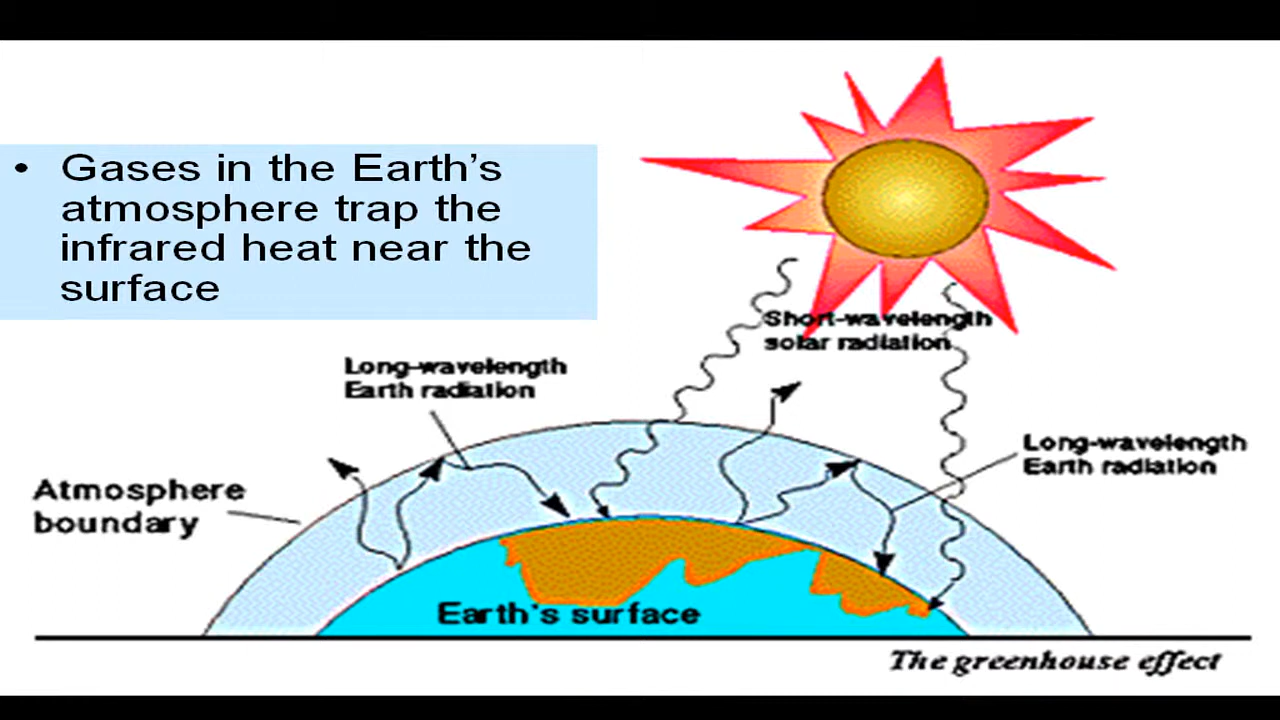 • Gases in the Earth’s
atmosphere trap the
infrared heat near the
surface
Short-wavelength
solar radiation
Long-wavelength
Earth radiation
Long-wavelength
Earth radiation
Atmosphere
boundary
Earth's surface
The greenhouse effect